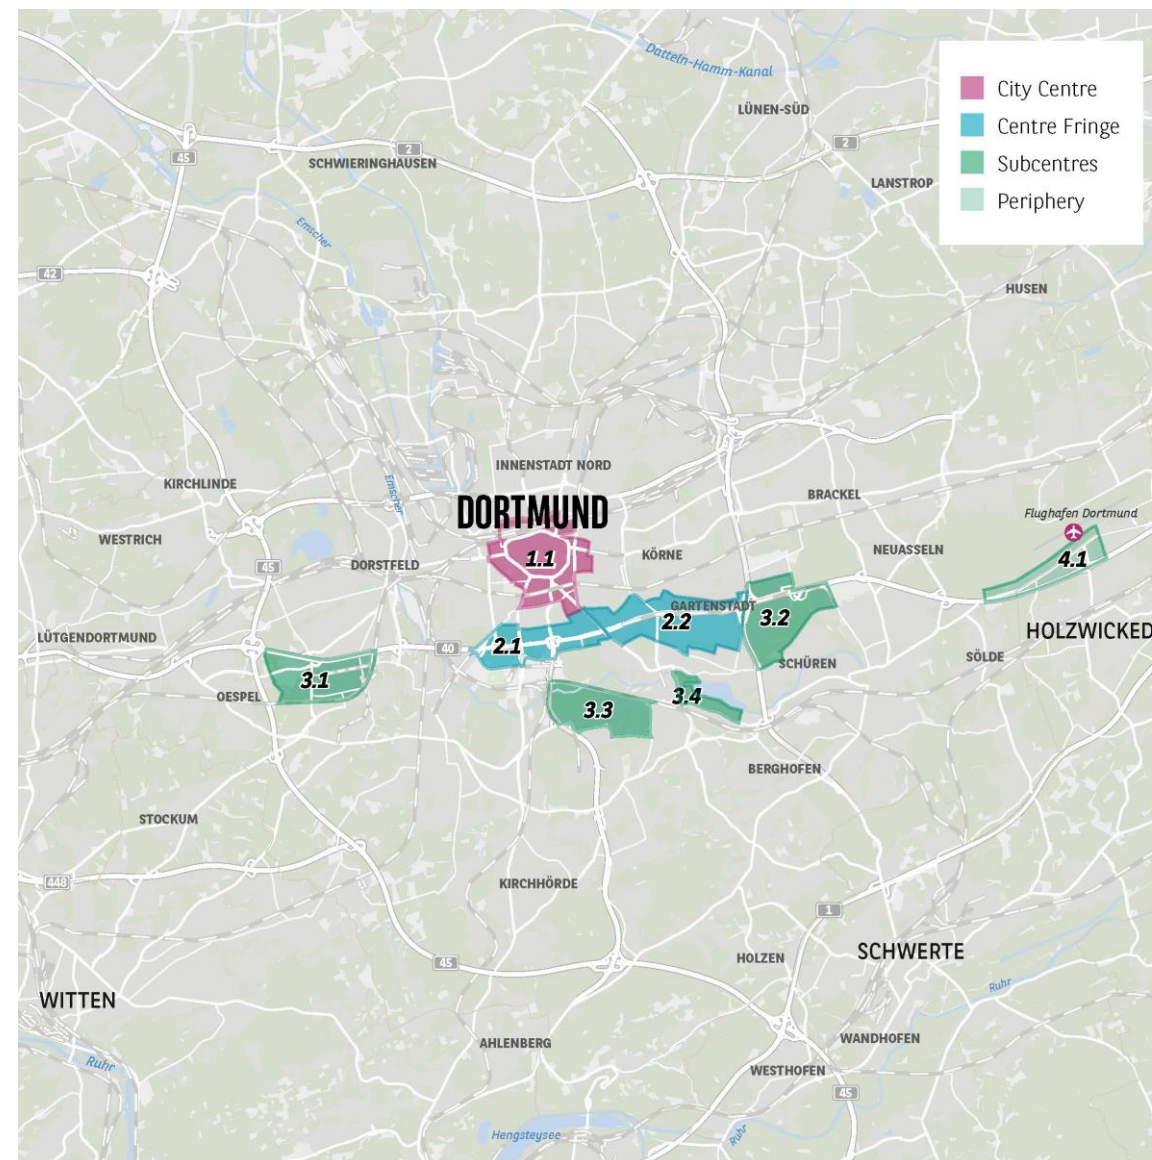 Datteln-Hamm-Kanal
LÜNEN-SÜD
City Centre
Centre Fringe
Subcentres
Periphery
2
2
45
SCHWIERINGHAUSEN
LANSTROP
Emscher
42
HUSEN
INNENSTADT NORD
KIRCHLINDE
Emscher
BRACKEL
DORTMUND
Flughafen Dortmund
WESTRICH
1.1
KÖRNE
NEUASSELN
4.1
45
DORSTFELD
GARTENSTADT
3.2
2.2
HOLZWICKED
LÜTGENDORTMUND
40
2.1
SÖLDE
SCHÜREN
3.1
OESPEL
3.4
3.3
BERGHOFEN
STOCKUM
448
KIRCHHÖRDE
1
45
HOLZEN
SCHWERTE
WITTEN
Ruhr
AHLENBERG
WANDHOFEN
Ruhr
WESTHOFEN
45
Hengsteysee
Ruhr